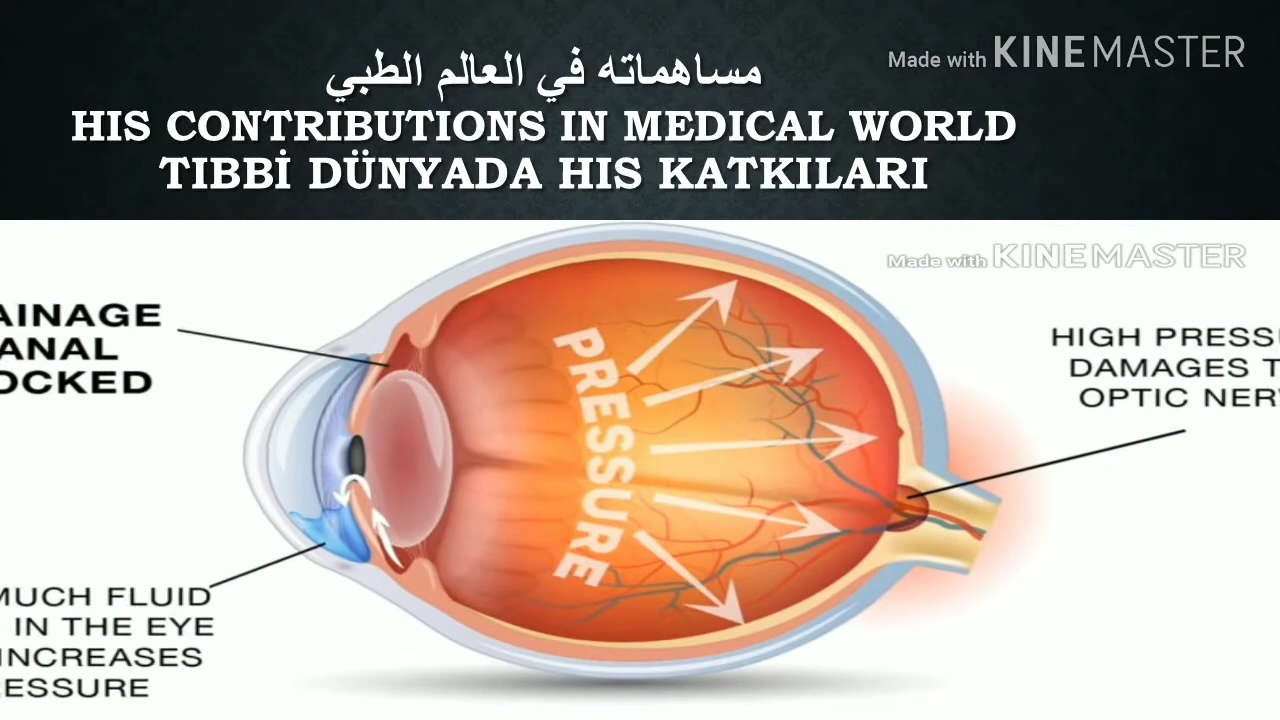 مساهماته في العالم الطبي
HIS CONTRIBUTIONS IN MEDICAL WORLD
TIBBİ DÜNYADA HIS KATKILARI
Made with KINEMASTER
Made with KINEMASTER
AINAGE
ANAL
OCKED
PRESSURE
HIGH PRESSU
DAMAGES T
OPTIC NER
MUCH FLUID
IN THE EYE
INCREASES
ESSURE